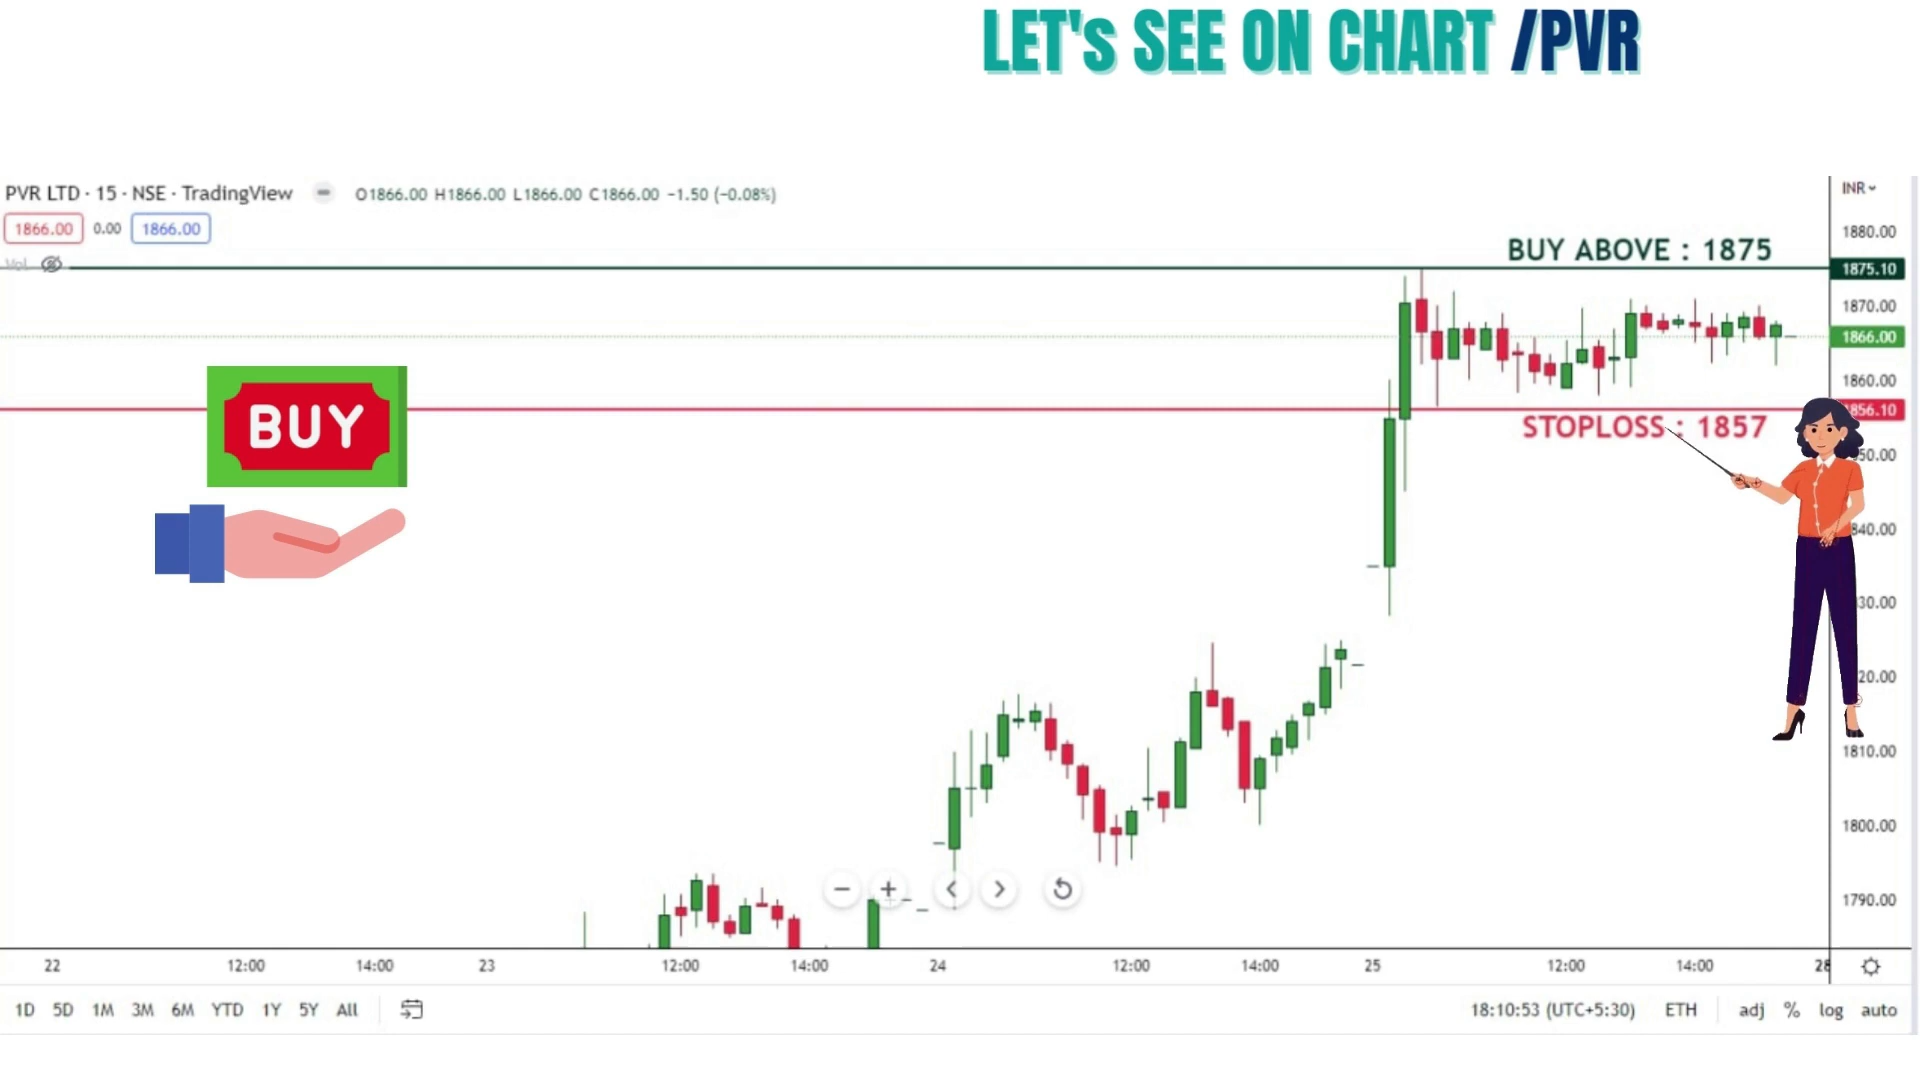 LET's SEE ON CHART /PVR
PVR LTD · 15 · NSE · TradingView
O1866.00 H1866.00 L1866.00 C1866.00 −1.50 (−0.08%)
INR
1866.00 0.00 1866.00
Vol
BUY ABOVE : 1875
1880.00
1875.10
1870.00
1866.00
1860.00
BUY
856.10
STOPLOSS : 1857
50.00
840.00
30.00
20.00
1810.00
1800.00
1790.00
22 12:00 14:00 23 12:00 14:00 24 12:00 14:00 25 12:00 14:00 28
1D 5D 1M 3M 6M YTD 1Y 5Y All
18:10:53 (UTC+5:30) ETH adj % log auto